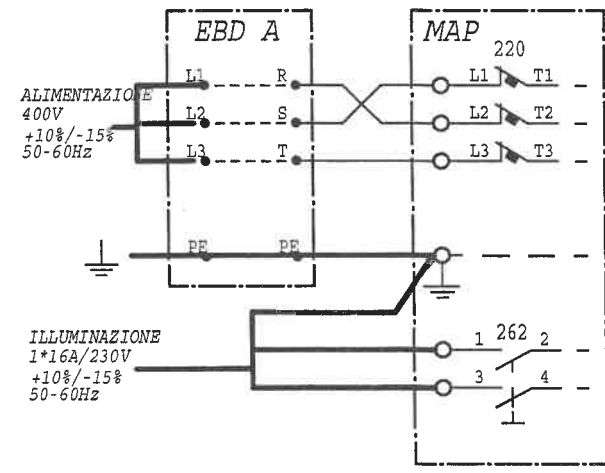 EBD A
MAP
220
L1 R L1 T1
ALIMENTAZIONE
400V
L2 S L2 T2
+10%/-15%
50-60Hz
L3 T L3 T3
PE PE
ILLUMINAZIONE
1*16A/230V
+10%/-15%
50-60Hz
1 262 2
3 4